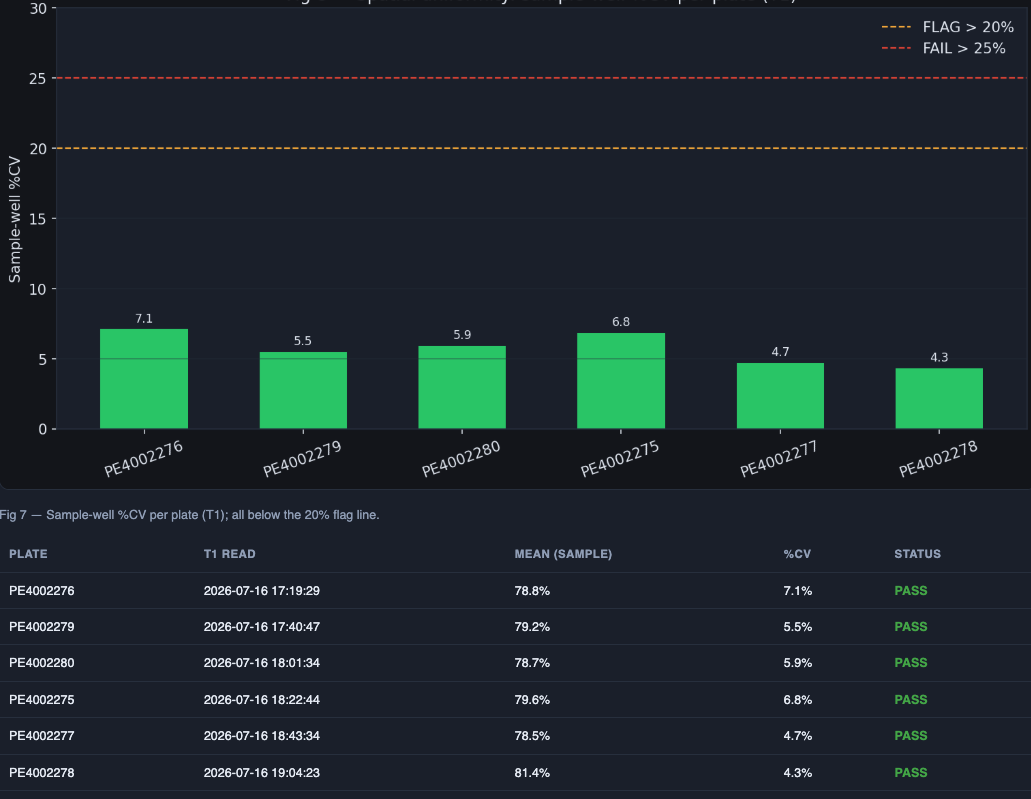 30
FLAG > 20%
FAIL > 25%
25
20
15
10
5
0
Sample-well %CV
7.1
5.5
5.9
6.8
4.7
4.3
PE4002276
PE4002279
PE4002280
PE4002275
PE4002277
PE4002278
Fig 7 — Sample-well %CV per plate (T1); all below the 20% flag line.
PLATE T1 READ MEAN (SAMPLE) %CV STATUS
PE4002276 2026-07-16 17:19:29 78.8% 7.1% PASS
PE4002279 2026-07-16 17:40:47 79.2% 5.5% PASS
PE4002280 2026-07-16 18:01:34 78.7% 5.9% PASS
PE4002275 2026-07-16 18:22:44 79.6% 6.8% PASS
PE4002277 2026-07-16 18:43:34 78.5% 4.7% PASS
PE4002278 2026-07-16 19:04:23 81.4% 4.3% PASS